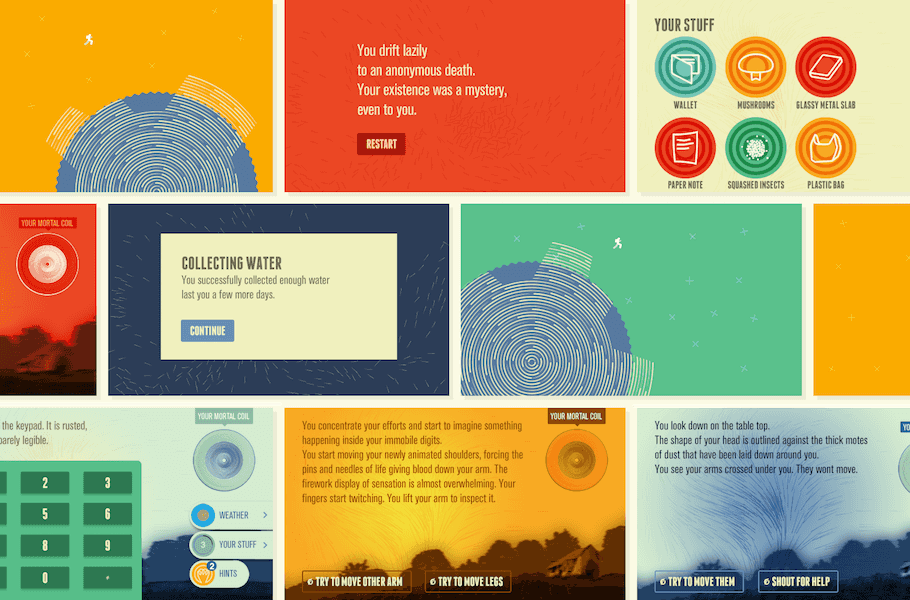 You drift lazily
to an anonymous death.
Your existence was a mystery,
even to you.
RESTART
YOUR STUFF
WALLET
MUSHROOMS
GLASSY METAL SLAB
PAPER NOTE
SQUASHED INSECTS
PLASTIC BAG
YOUR MORTAL COIL
COLLECTING WATER
You successfully collected enough water
last you a few more days.
CONTINUE
the keypad. It is rusted,
barely legible.
2
3
5
6
8
9
0
YOUR MORTAL COIL
WEATHER
3
YOUR STUFF
2
HINTS
You concentrate your efforts and start to imagine something
happening inside your immobile digits.
You start moving your newly animated shoulders, forcing the
pins and needles of life giving blood down your arm. The
firework display of sensation is almost overwhelming. Your
fingers start twitching. You lift your arm to inspect it.
YOUR MORTAL COIL
TRY TO MOVE OTHER ARM
TRY TO MOVE LEGS
You look down on the table top.
The shape of your head is outlined against the thick motes
of dust that have been laid down around you.
You see your arms crossed under you. They wont move.
TRY TO MOVE THEM
SHOUT FOR HELP